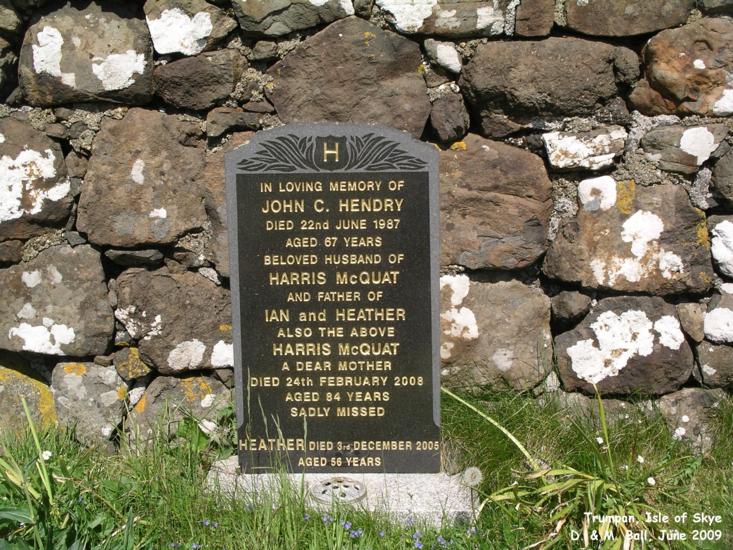 H
IN LOVING MEMORY OF
JOHN C. HENDRY
DIED 22nd JUNE 1987
AGED 67 YEARS
BELOVED HUSBAND OF
HARRIS McQUAT
AND FATHER OF
IAN and HEATHER
ALSO THE ABOVE
HARRIS McQUAT
A DEAR MOTHER
DIED 24th FEBRUARY 2008
AGED 84 YEARS
SADLY MISSED
HEATHER DIED 3rd DECEMBER 2005
AGED 56 YEARS
Trumpan, Isle of Skye
D. & M. Ball, June 2009